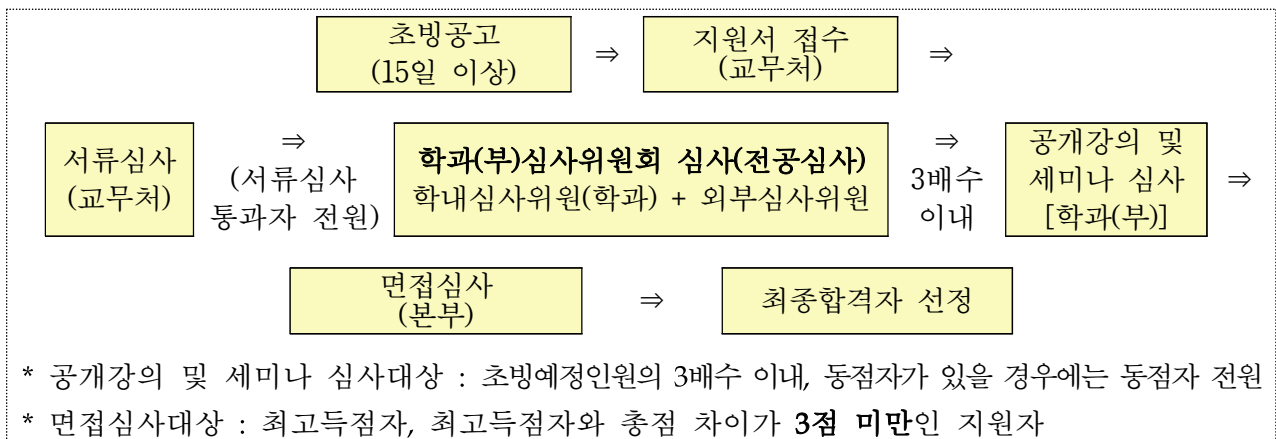 초빙공고
(15일 이상)
⇒
지원서 접수
(교무처)
⇒
서류심사
(교무처)
⇒
(서류심사
통과자 전원)
학과(부)심사위원회 심사(전공심사)
학내심사위원(학과) + 외부심사위원
⇒
3배수
이내
공개강의 및
세미나 심사
[학과(부)]
⇒
면접심사
(본부)
⇒
최종합격자 선정
* 공개강의 및 세미나 심사대상 : 초빙예정인원의 3배수 이내, 동점자가 있을 경우에는 동점자 전원
* 면접심사대상 : 최고득점자, 최고득점자와 총점 차이가 3점 미만인 지원자